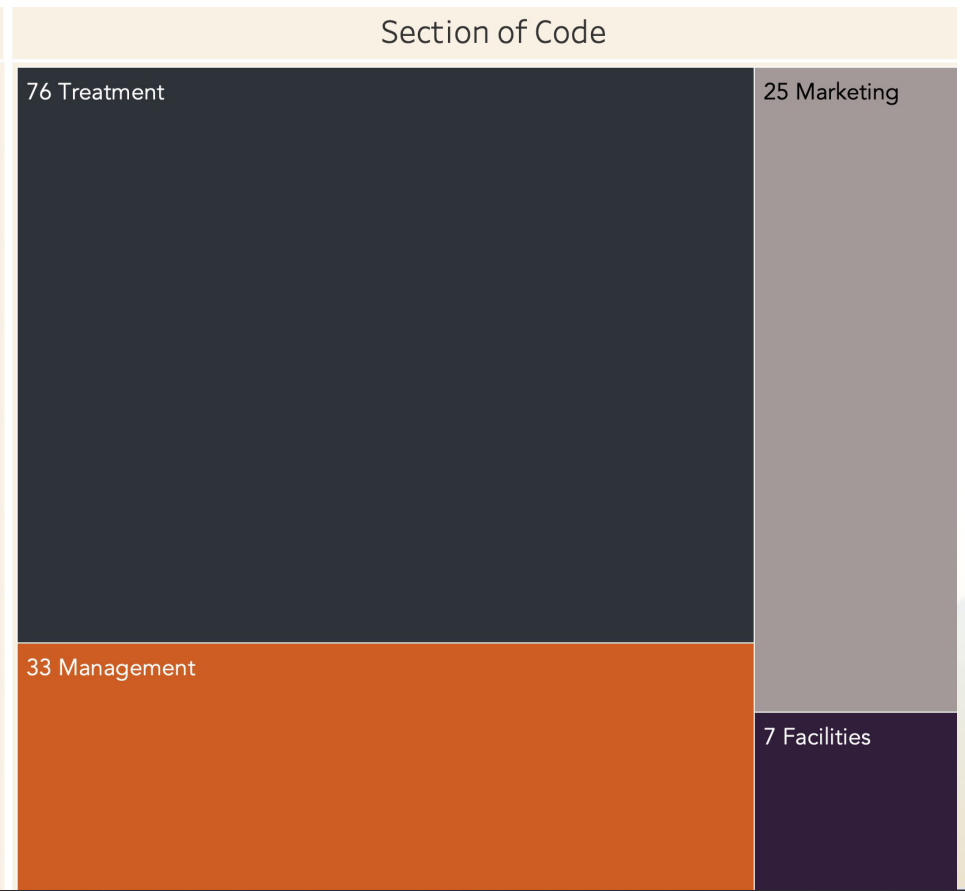 Section of Code
76 Treatment
25 Marketing
33 Management
7 Facilities